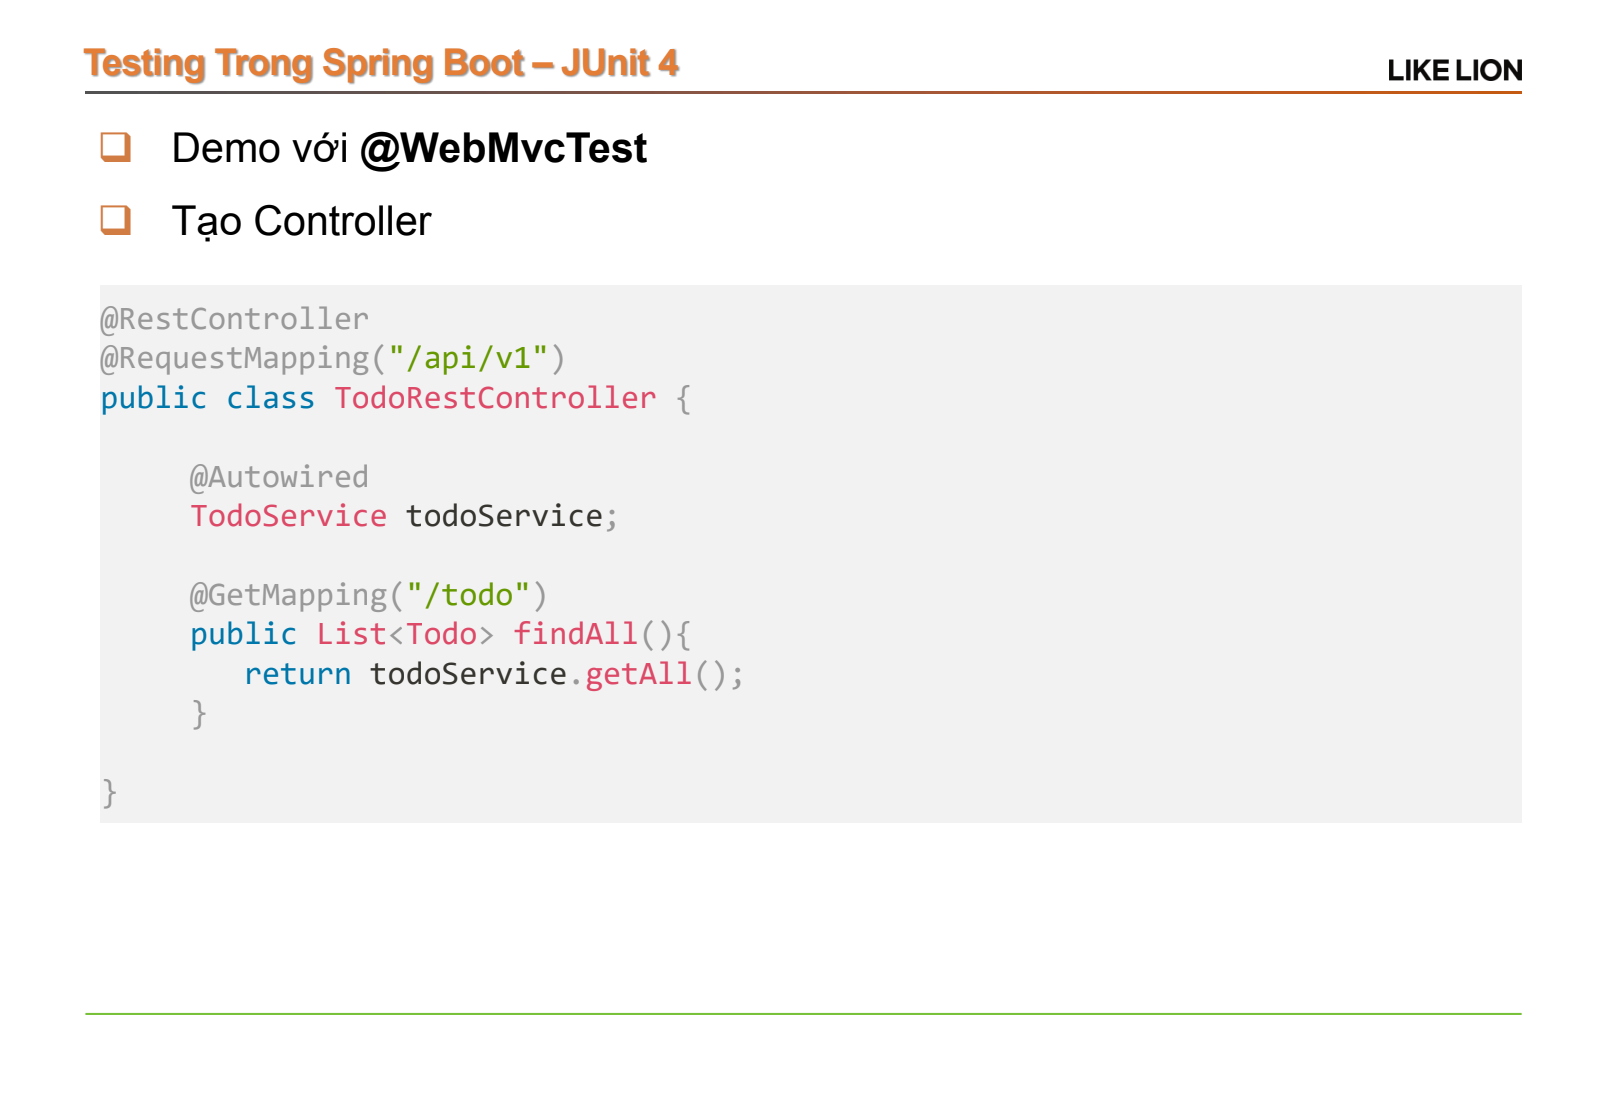 Testing Trong Spring Boot – JUnit 4
LIKE LION
Demo với @WebMvcTest
Tạo Controller
@RestController
@RequestMapping("/api/v1")
public class TodoRestController {
@Autowired
TodoService todoService;
@GetMapping("/todo")
public List<Todo> findAll(){
return todoService.getAll();
}
}